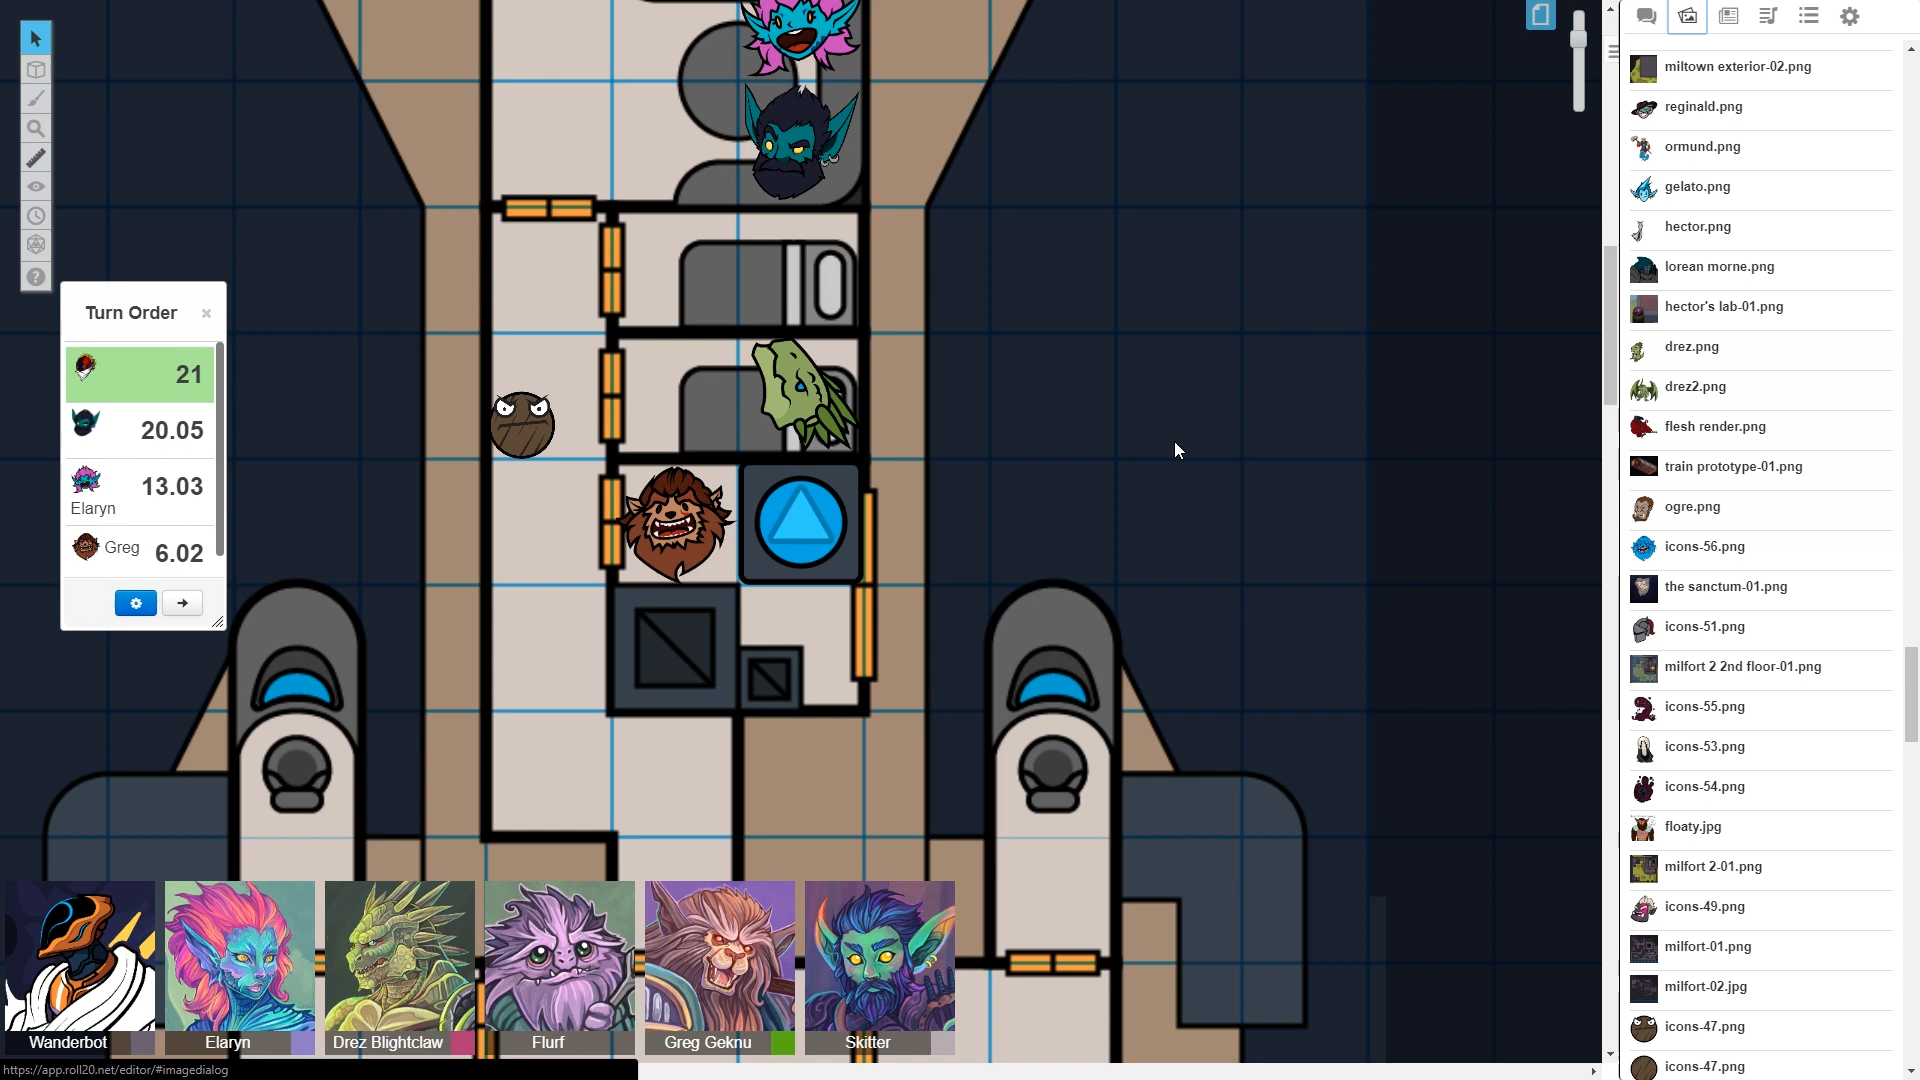 Turn Order ×
21
20.05
13.03
Elaryn
Greg 6.02
Wanderbot
Elaryn
Drez Blightclaw
Flurf
Greg Geknu
Skitter
https://app.roll20.net/editor/#imagedialog
miltown exterior-02.png
reginald.png
ormund.png
gelato.png
hector.png
lorean morne.png
hector's lab-01.png
drez.png
drez2.png
flesh render.png
train prototype-01.png
ogre.png
icons-56.png
the sanctum-01.png
icons-51.png
milfort 2 2nd floor-01.png
icons-55.png
icons-53.png
icons-54.png
floaty.jpg
milfort 2-01.png
icons-49.png
milfort-01.png
milfort-02.jpg
icons-47.png
icons-47.png